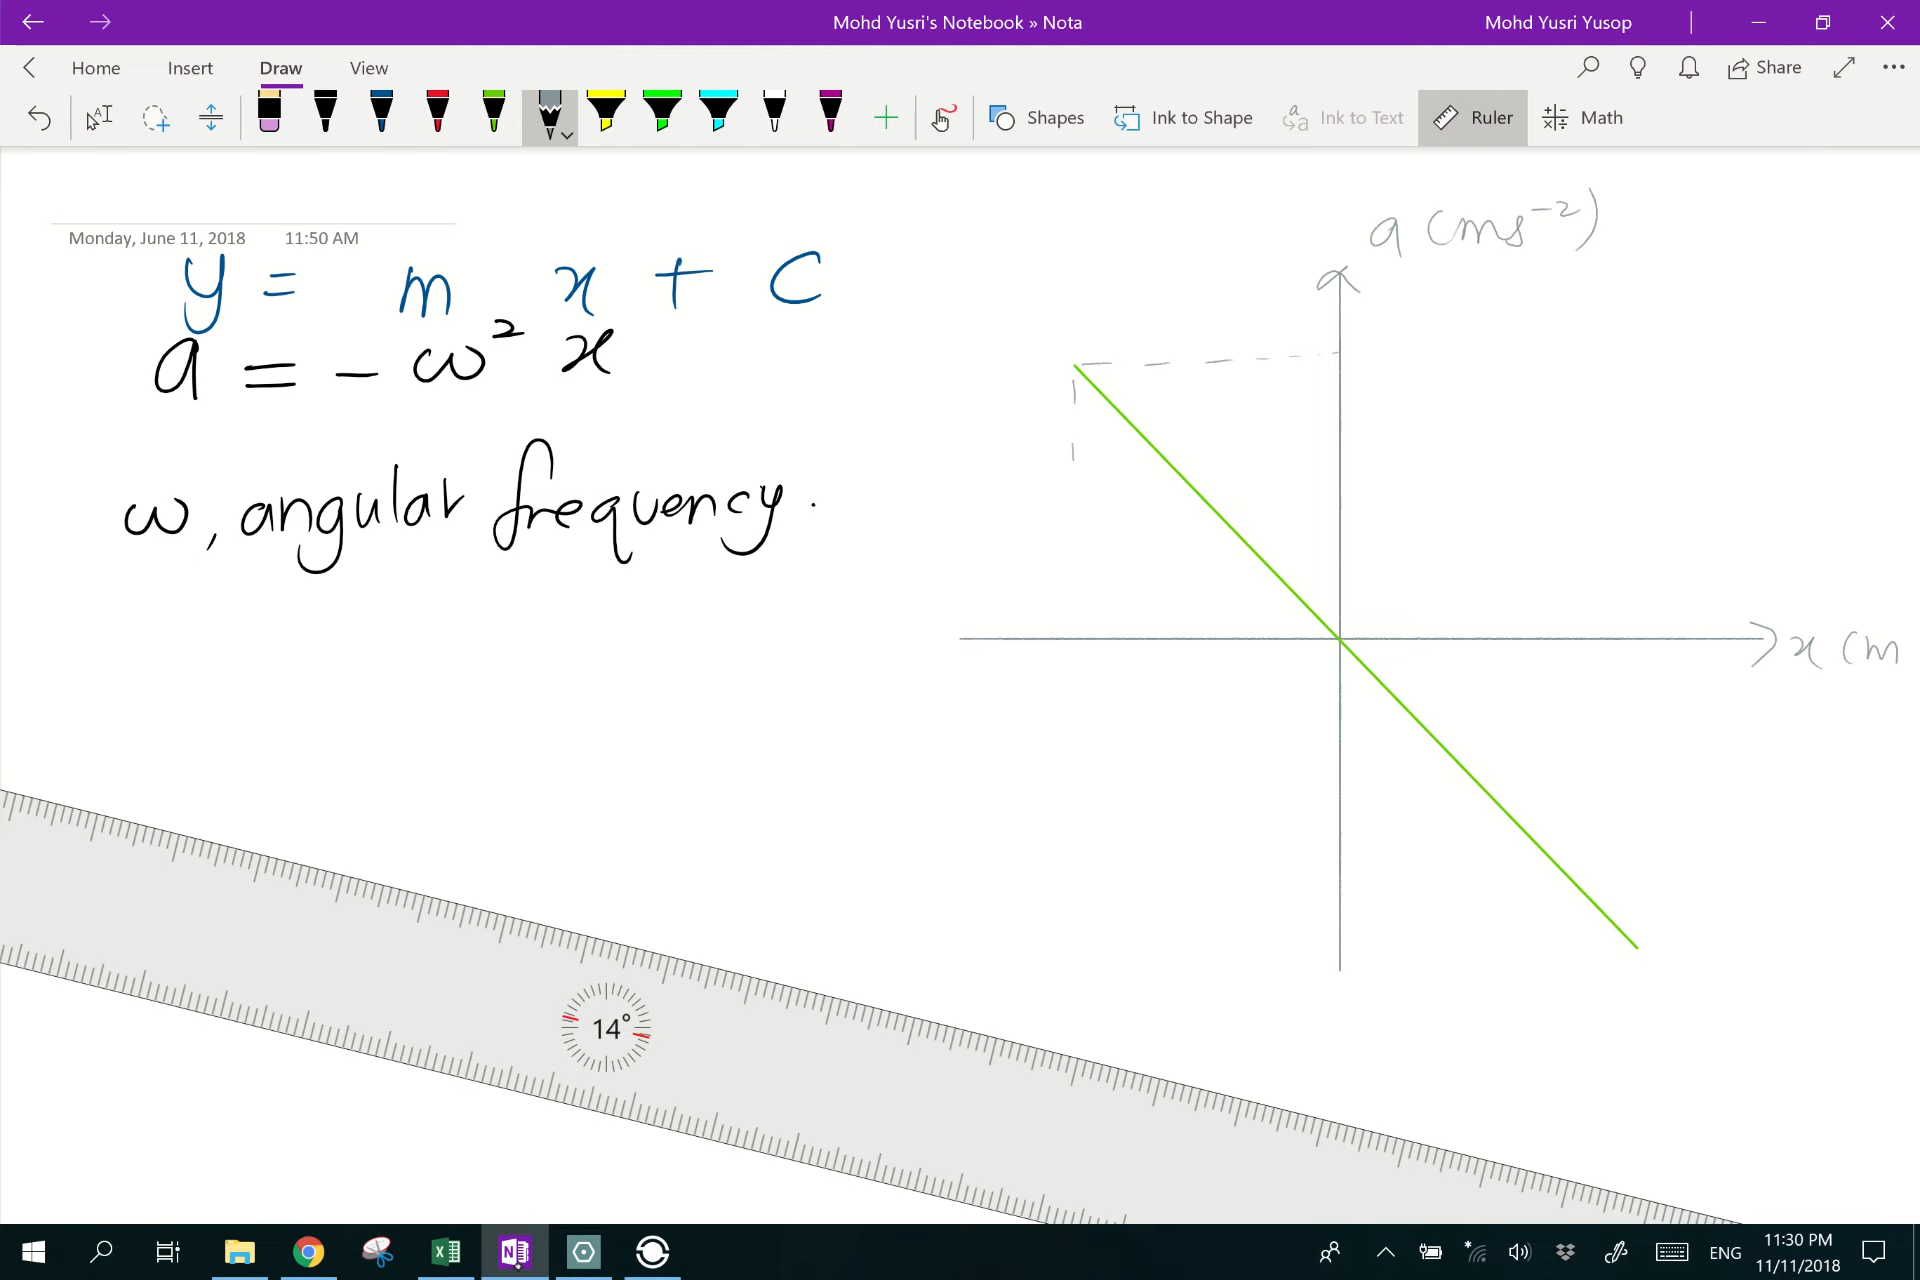 Mohd Yusri's Notebook » Nota
Mohd Yusri Yusop
Home Insert Draw View
Share
Shapes Ink to Shape Ink to Text Ruler Math
Monday, June 11, 2018 11:50 AM
y = m x + c
a = - ω² x
ω, angular frequency.
a (ms⁻²)
x (m
14°
ENG
11:30 PM
11/11/2018